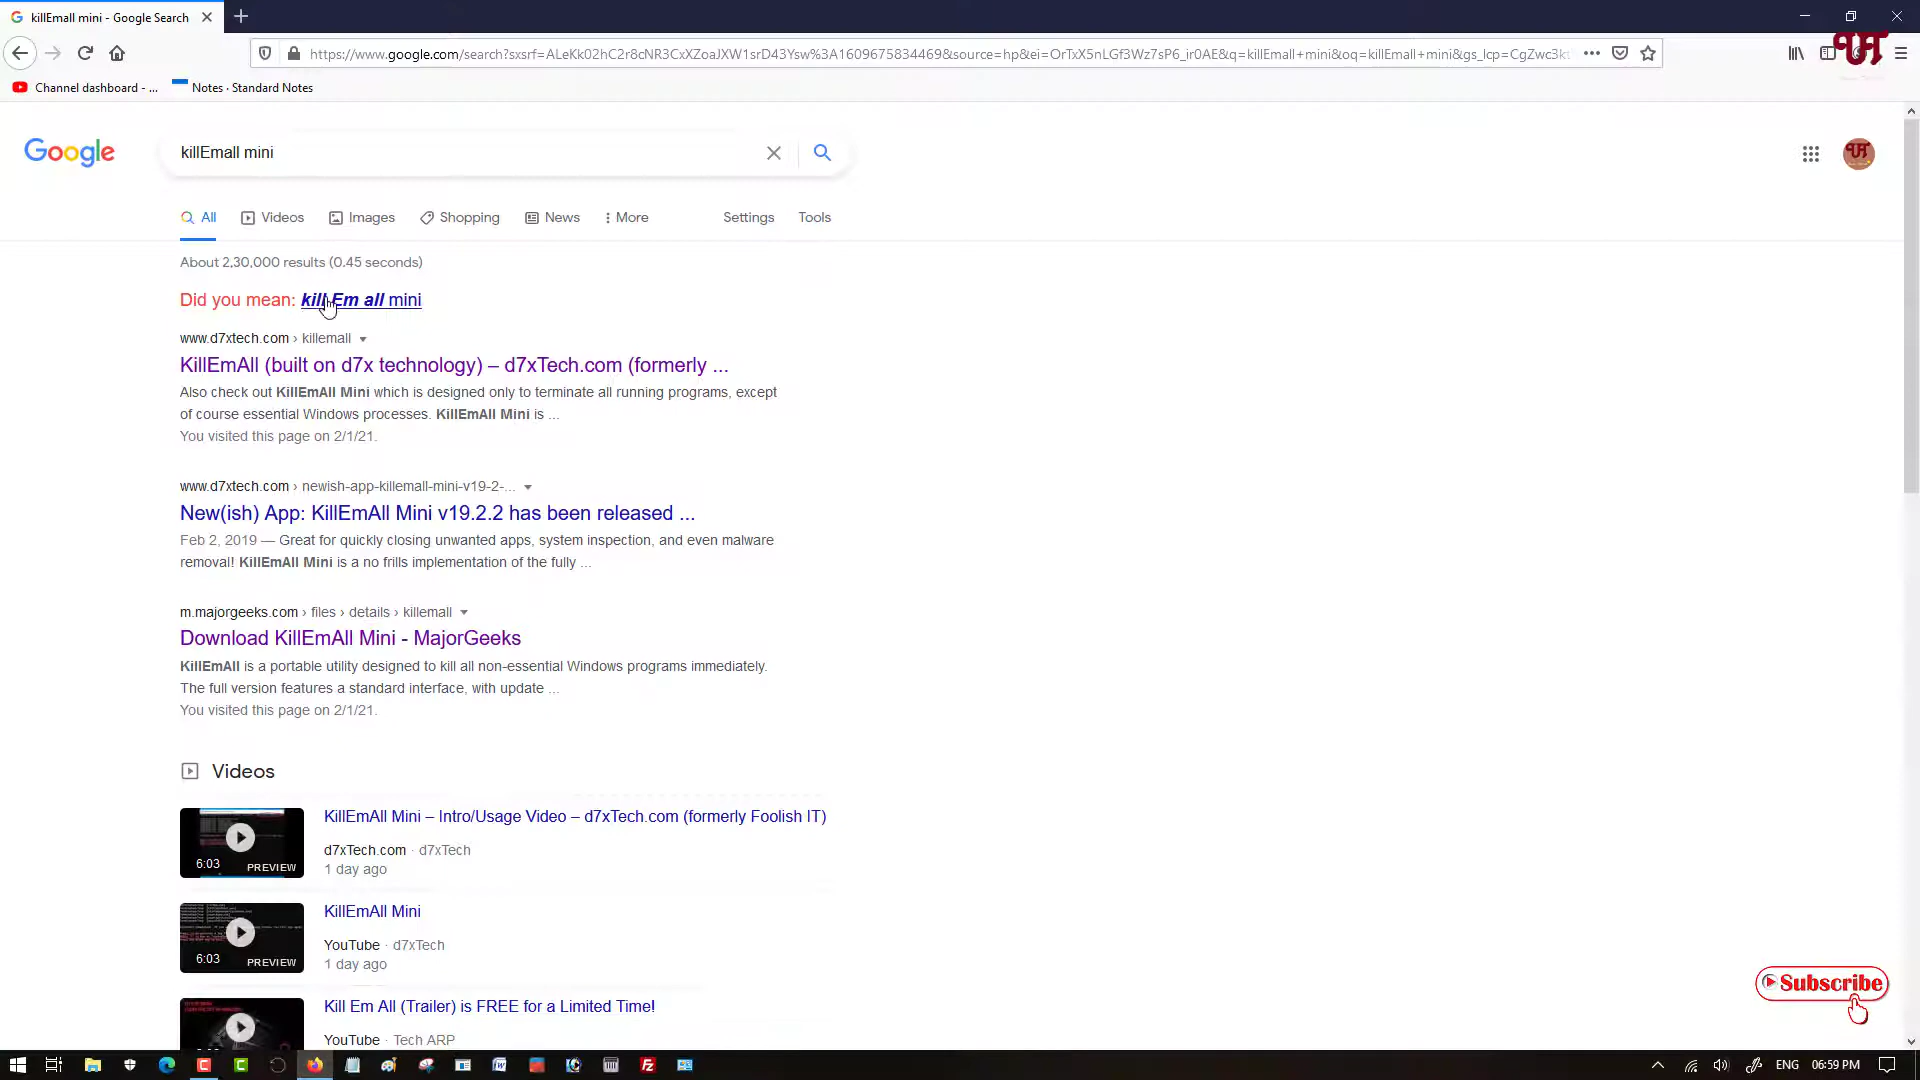 killEmall mini - Google Search
https://www.google.com/search?sxsrf=ALeKk02hC2r8cNR3CxXZoaJXW1srD43Ysw%3A1609675834469&source=hp&ei=OrTxX5nLGf3Wz7sP6_ir0AE&q=killEmall+mini&oq=killEmall+mini&gs_lcp=CgZwc3kt
Channel dashboard - ...
Notes · Standard Notes
Google
killEmall mini
All
Videos
Images
Shopping
News
More
Settings
Tools
About 2,30,000 results (0.45 seconds)
Did you mean: kill Em all mini
www.d7xtech.com › killemall
KillEmAll (built on d7x technology) – d7xTech.com (formerly ...
Also check out KillEmAll Mini which is designed only to terminate all running programs, except
of course essential Windows processes. KillEmAll Mini is ...
You visited this page on 2/1/21.
www.d7xtech.com › newish-app-killemall-mini-v19-2-...
New(ish) App: KillEmAll Mini v19.2.2 has been released ...
Feb 2, 2019 — Great for quickly closing unwanted apps, system inspection, and even malware
removal! KillEmAll Mini is a no frills implementation of the fully ...
m.majorgeeks.com › files › details › killemall
Download KillEmAll Mini - MajorGeeks
KillEmAll is a portable utility designed to kill all non-essential Windows programs immediately.
The full version features a standard interface, with update ...
You visited this page on 2/1/21.
Videos
KillEmAll Mini – Intro/Usage Video – d7xTech.com (formerly Foolish IT)
6:03
PREVIEW
d7xTech.com · d7xTech
1 day ago
KillEmAll Mini
6:03
PREVIEW
YouTube · d7xTech
1 day ago
Kill Em All (Trailer) is FREE for a Limited Time!
YouTube · Tech ARP
Subscribe
ENG
06:59 PM